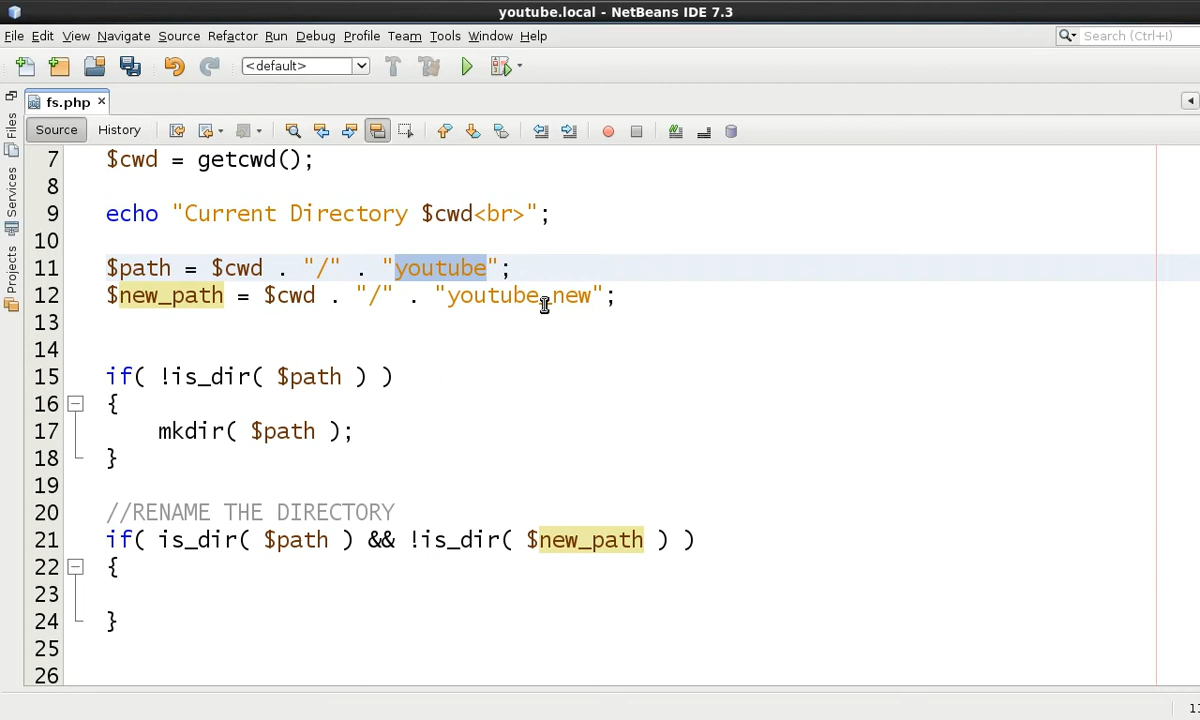 youtube.local - NetBeans IDE 7.3
File Edit View Navigate Source Refactor Run Debug Profile Team Tools Window Help
Search (Ctrl+I)
<default>
fs.php
Source History
Files
Services
Projects
7 $cwd = getcwd();
8
9 echo "Current Directory $cwd<br>";
10
11 $path = $cwd . "/" . "youtube";
12 $new_path = $cwd . "/" . "youtube_new";
13
14
15 if( !is_dir( $path ) )
16 {
17 mkdir( $path );
18 }
19
20 //RENAME THE DIRECTORY
21 if( is_dir( $path ) && !is_dir( $new_path ) )
22 {
23
24 }
25
26